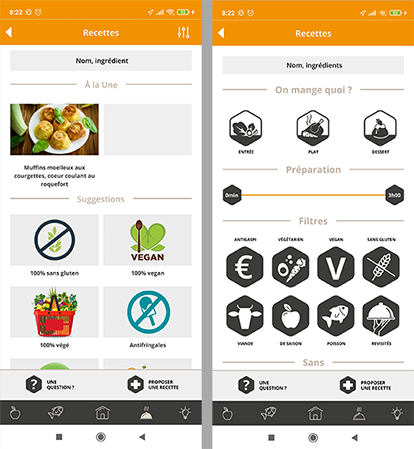 8:22
53
Recettes
Nom, ingrédient
À la Une
Muffins moelleux aux
courgettes, coeur coulant au
roquefort
Suggestions
VEGAN
100% sans gluten
100% vegan
100% végé
Antifringales
UNE
QUESTION ?
PROPOSER
UNE RECETTE
8:22
53
Recettes
Nom, ingrédients
On mange quoi ?
ENTRÉE
PLAT
DESSERT
Préparation
0min
3h00
Filtres
ANTIGASPI
VÉGÉTARIEN
VEGAN
SANS GLUTEN
€
V
VIANDE
DE SAISON
POISSON
REVISITÉS
Sans
UNE
QUESTION ?
PROPOSER
UNE RECETTE